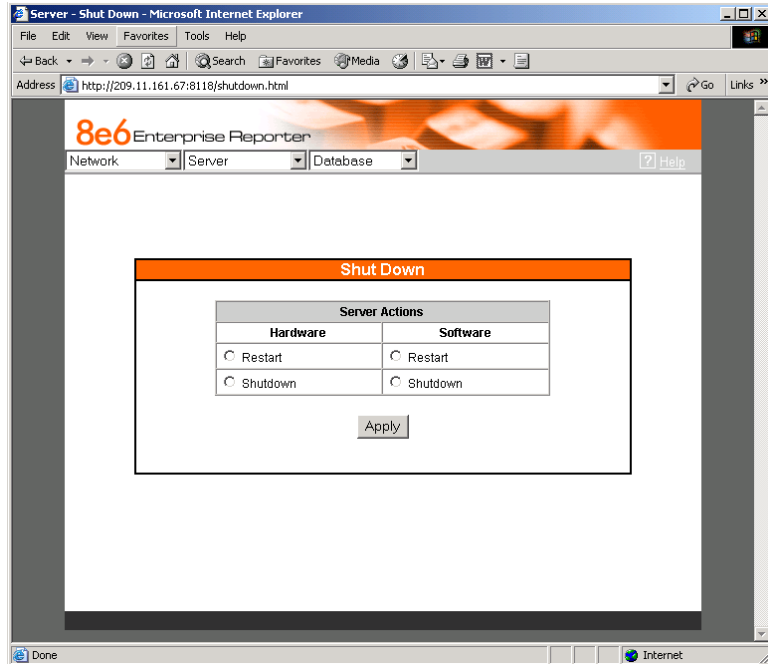 Server - Shut Down - Microsoft Internet Explorer
File Edit View Favorites Tools Help
Back Search Favorites Media
Address http://209.11.161.67:8118/shutdown.html Go Links »
8e6 Enterprise Reporter
Network Server Database ? Help
Shut Down
Server Actions
Hardware Software
Restart Restart
Shutdown Shutdown
Apply
Done Internet